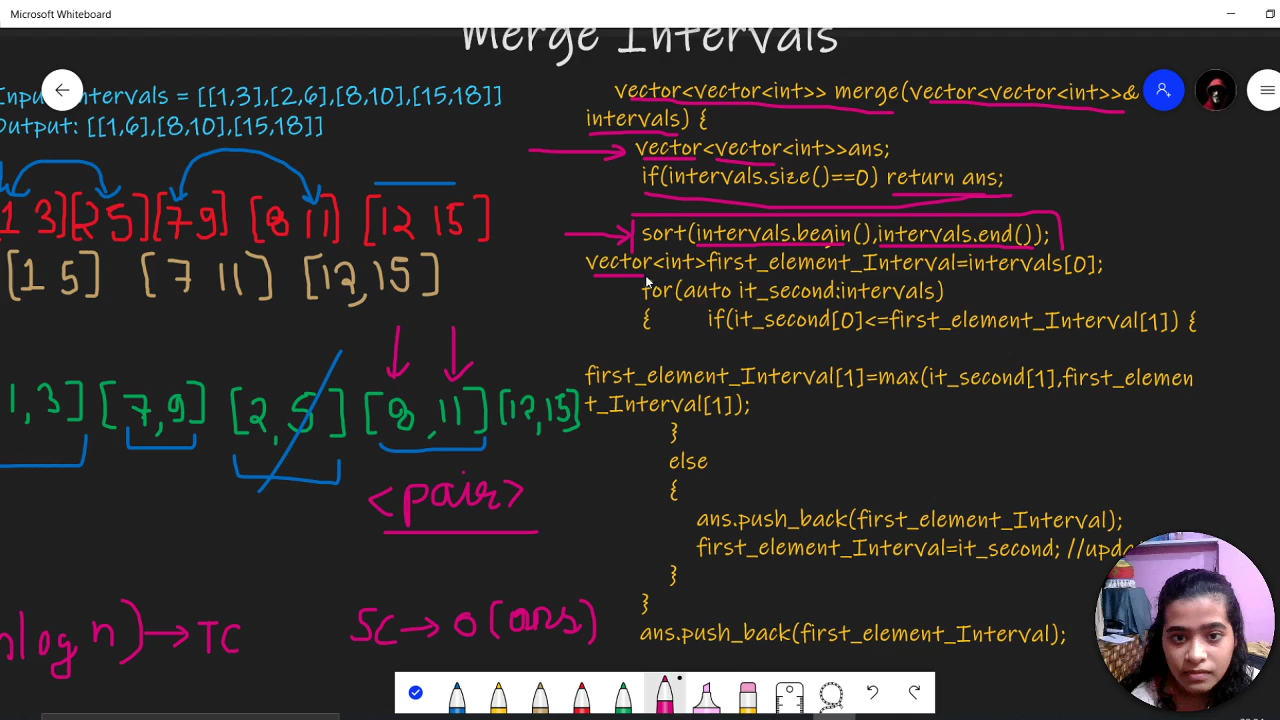 Microsoft Whiteboard
Merge Intervals
Input: intervals = [[1,3],[2,6],[8,10],[15,18]]
Output: [[1,6],[8,10],[15,18]]
1 3] [2 5] [7 9] [8 11] [12 15]
[1 5] [7 11] [12,15]
1,3] [7,9] [2,5] [8,11] [12,15]
<pair>
nlog n) → TC
SC → O(ans)
vector<vector<int>> merge(vector<vector<int>>&
intervals) {
vector<vector<int>>ans;
if(intervals.size()==0) return ans;
sort(intervals.begin(),intervals.end());
vector<int>first_element_Interval=intervals[0];
for(auto it_second:intervals)
{ if(it_second[0]<=first_element_Interval[1]) {
first_element_Interval[1]=max(it_second[1],first_elemen
t_Interval[1]);
}
else
{
ans.push_back(first_element_Interval);
first_element_Interval=it_second; //upda
}
}
ans.push_back(first_element_Interval);